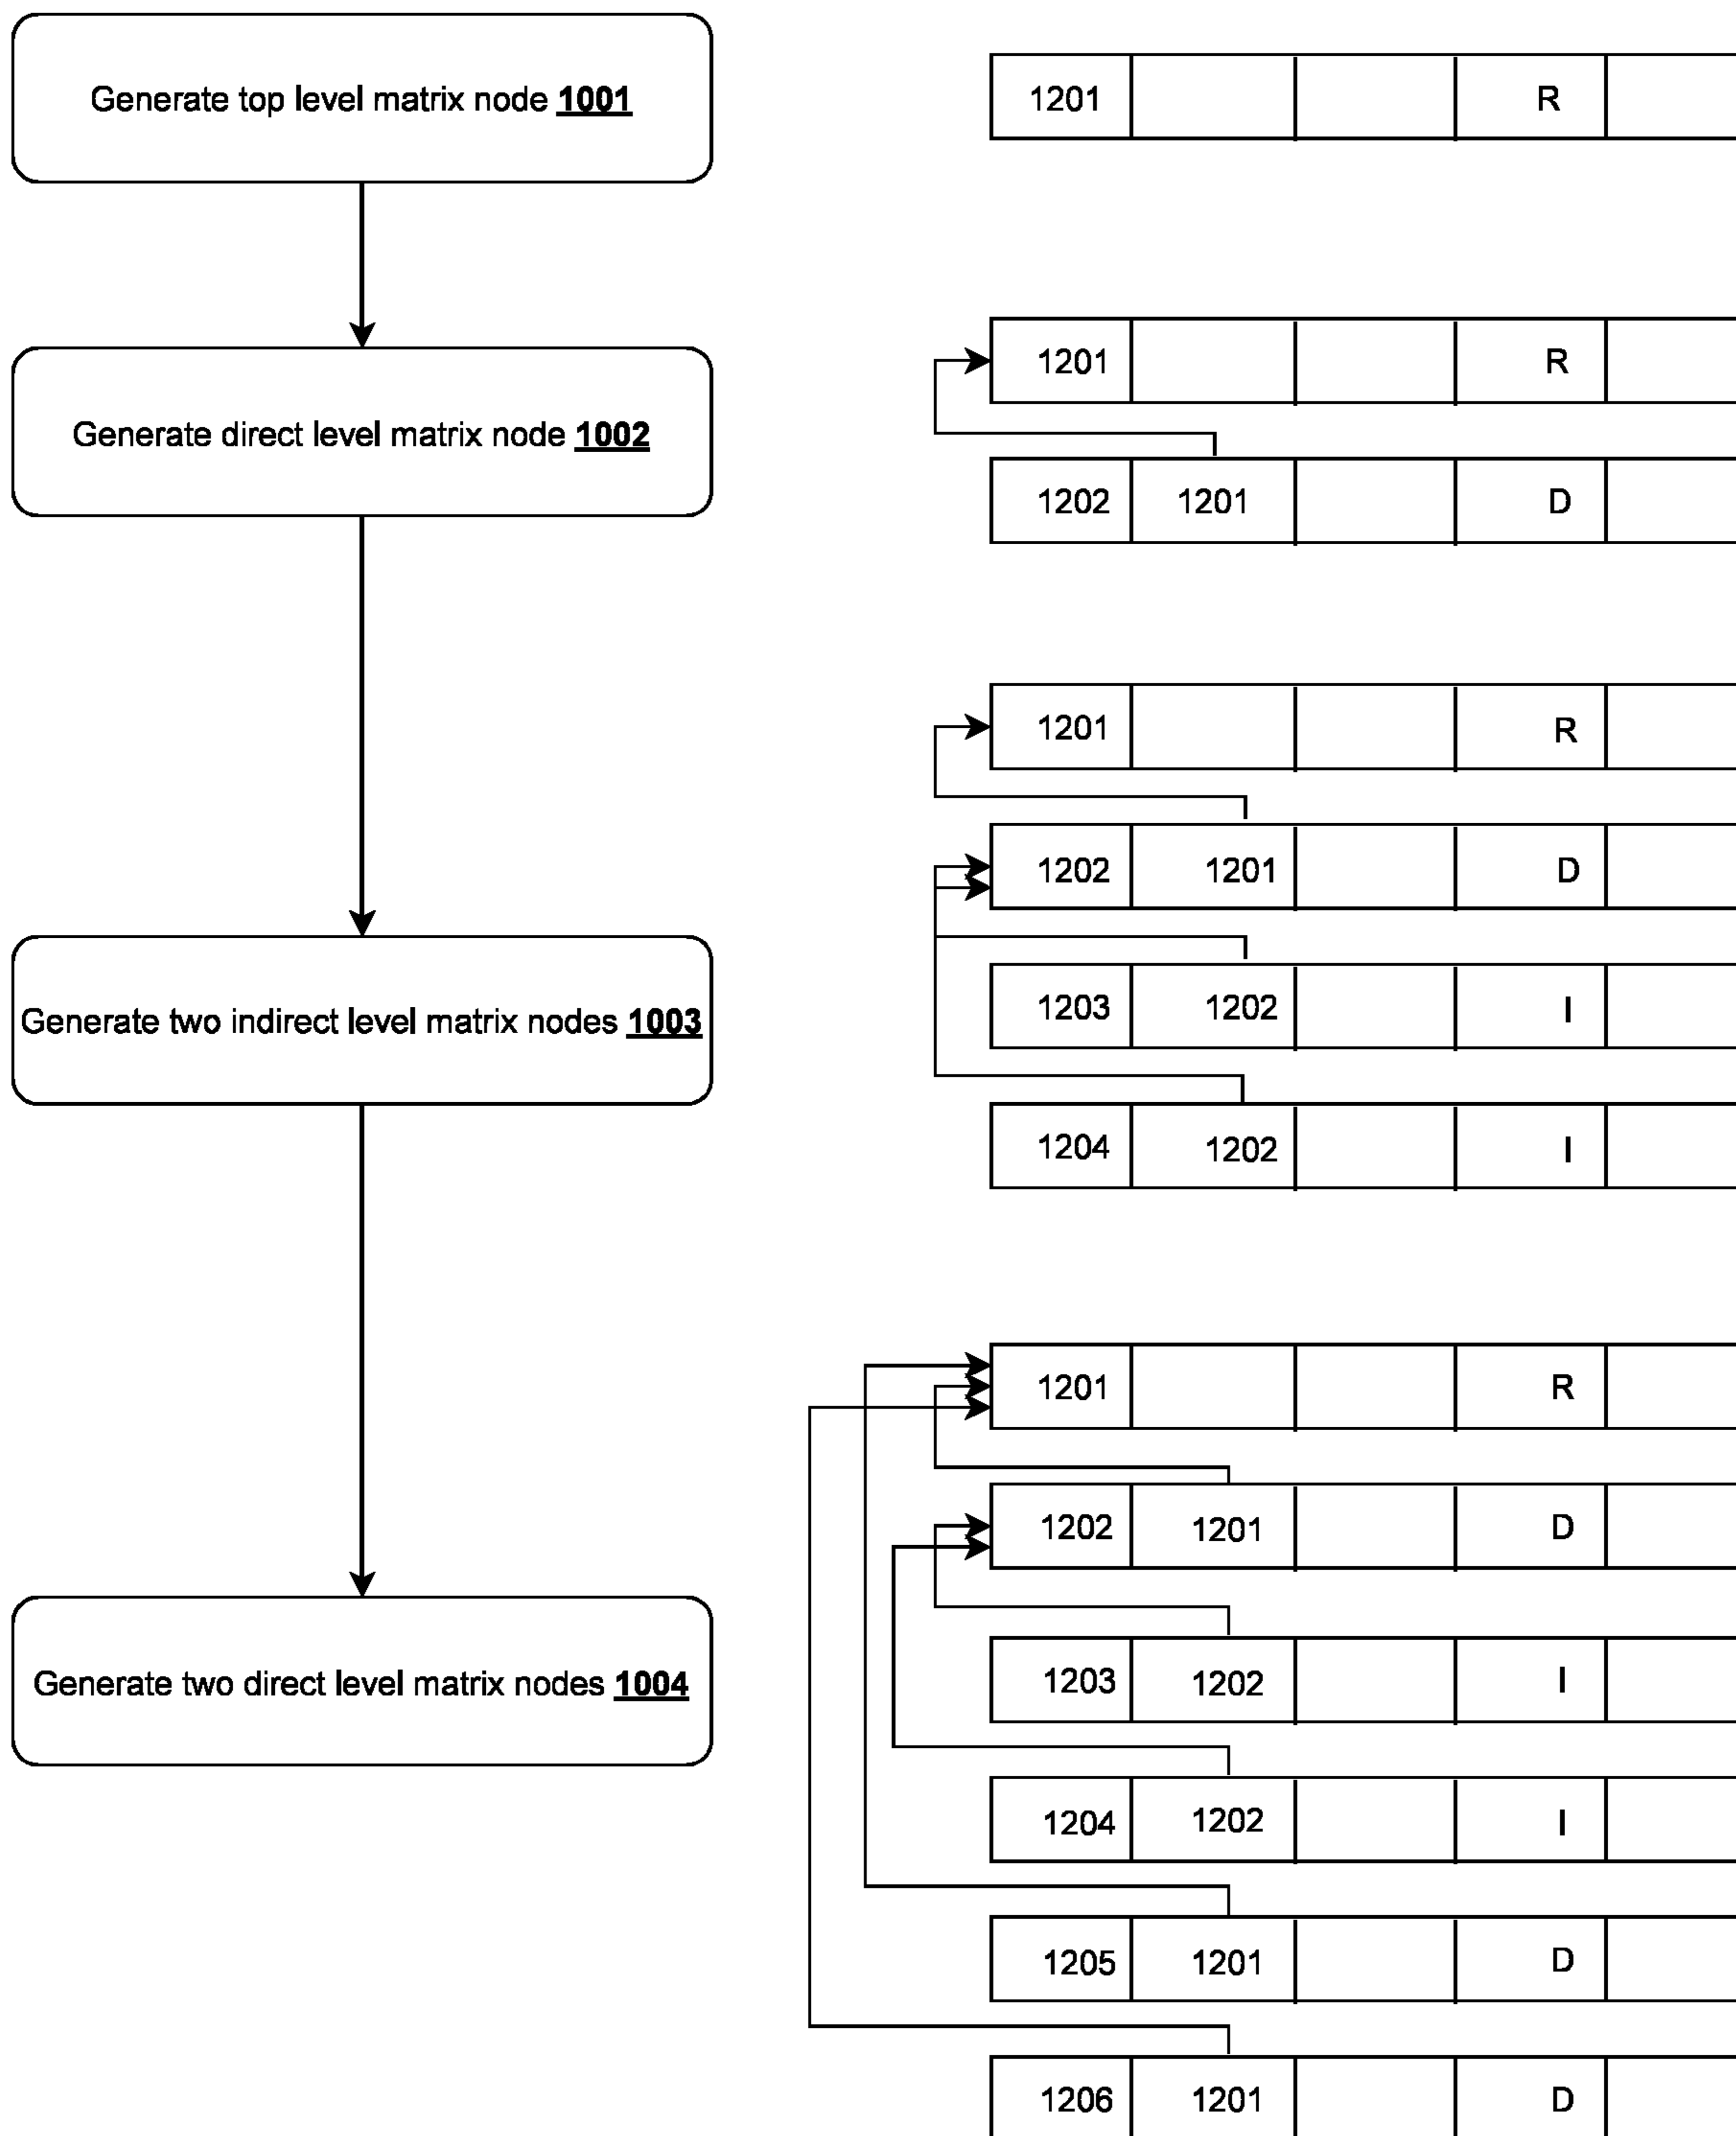 Generate top level matrix node 1001
1201 R
Generate direct level matrix node 1002
1201 R
1202 1201 D
Generate two indirect level matrix nodes 1003
1201 R
1202 1201 D
1203 1202 I
1204 1202 I
Generate two direct level matrix nodes 1004
1201 R
1202 1201 D
1203 1202 I
1204 1202 I
1205 1201 D
1206 1201 D